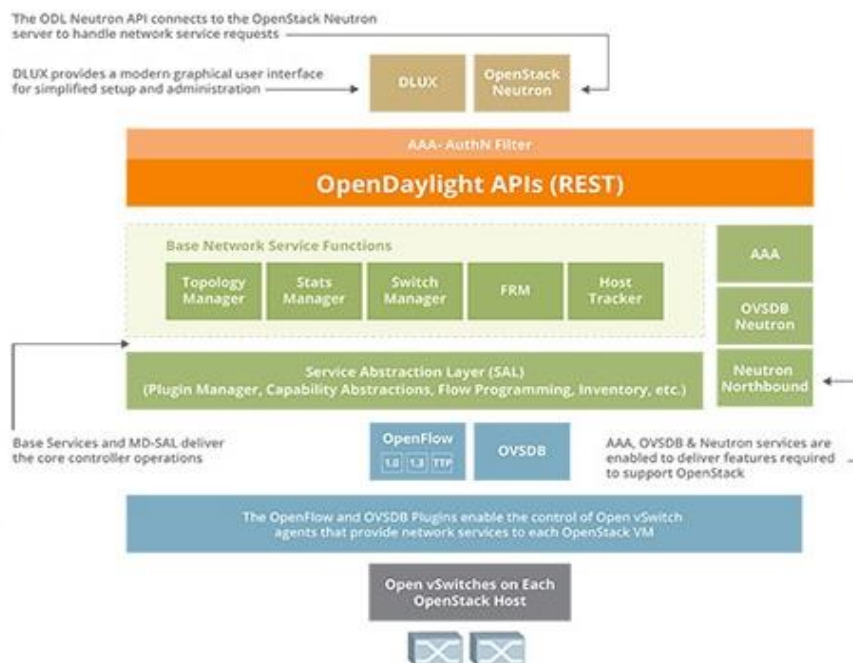 The ODL Neutron API connects to the OpenStack Neutron
server to handle network service requests
DLUX provides a modern graphical user interface
for simplified setup and administration
DLUX
OpenStack
Neutron
AAA- AuthN Filter
OpenDaylight APIs (REST)
Base Network Service Functions
Topology
Manager
Stats
Manager
Switch
Manager
FRM
Host
Tracker
AAA
OVSDB
Neutron
Neutron
Northbound
Service Abstraction Layer (SAL)
(Plugin Manager, Capability Abstractions, Flow Programming, Inventory, etc.)
Base Services and MD-SAL deliver
the core controller operations
OpenFlow
1.0 1.3 TTP
OVSDB
AAA, OVSDB & Neutron services are
enabled to deliver features required
to support OpenStack
The OpenFlow and OVSDB Plugins enable the control of Open vSwitch
agents that provide network services to each OpenStack VM
Open vSwitches on Each
OpenStack Host